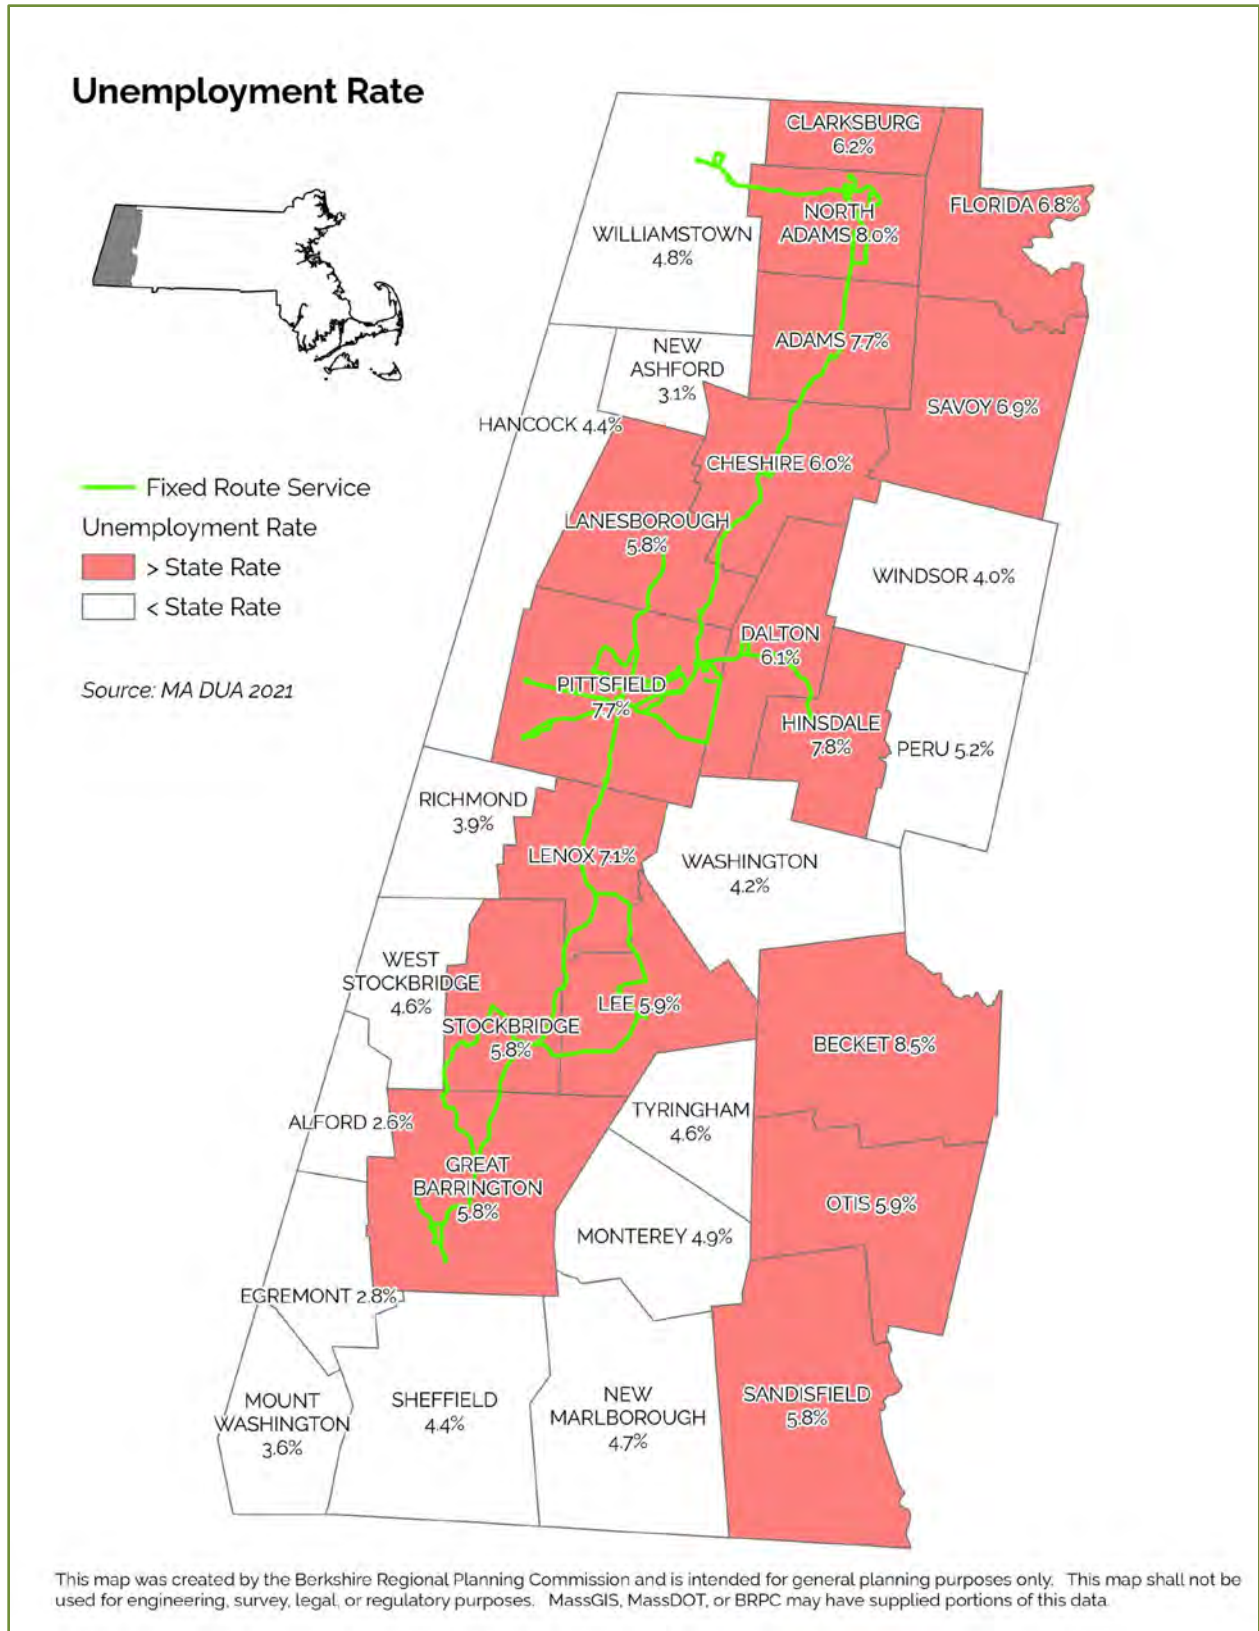 Unemployment Rate
CLARKSBURG
6.2%
FLORIDA 6.8%
NORTH
ADAMS 8.0%
WILLIAMSTOWN
4.8%
ADAMS 7.7%
NEW
ASHFORD
3.1%
SAVOY 6.9%
HANCOCK 4.4%
CHESHIRE 6.0%
Fixed Route Service
Unemployment Rate
> State Rate
< State Rate
Source: MA DUA 2021
LANESBOROUGH
5.8%
WINDSOR 4.0%
DALTON
6.1%
PITTSFIELD
7.7%
HINSDALE
7.8%
PERU 5.2%
RICHMOND
3.9%
LENOX 7.1%
WASHINGTON
4.2%
WEST
STOCKBRIDGE
4.6%
LEE 5.9%
STOCKBRIDGE
5.8%
BECKET 8.5%
TYRINGHAM
4.6%
ALFORD 2.6%
GREAT
BARRINGTON
5.8%
OTIS 5.9%
MONTEREY 4.9%
EGREMONT 2.8%
MOUNT
WASHINGTON
3.6%
SHEFFIELD
4.4%
NEW
MARLBOROUGH
4.7%
SANDISFIELD
5.8%
This map was created by the Berkshire Regional Planning Commission and is intended for general planning purposes only. This map shall not be
used for engineering, survey, legal, or regulatory purposes. MassGIS, MassDOT, or BRPC may have supplied portions of this data.